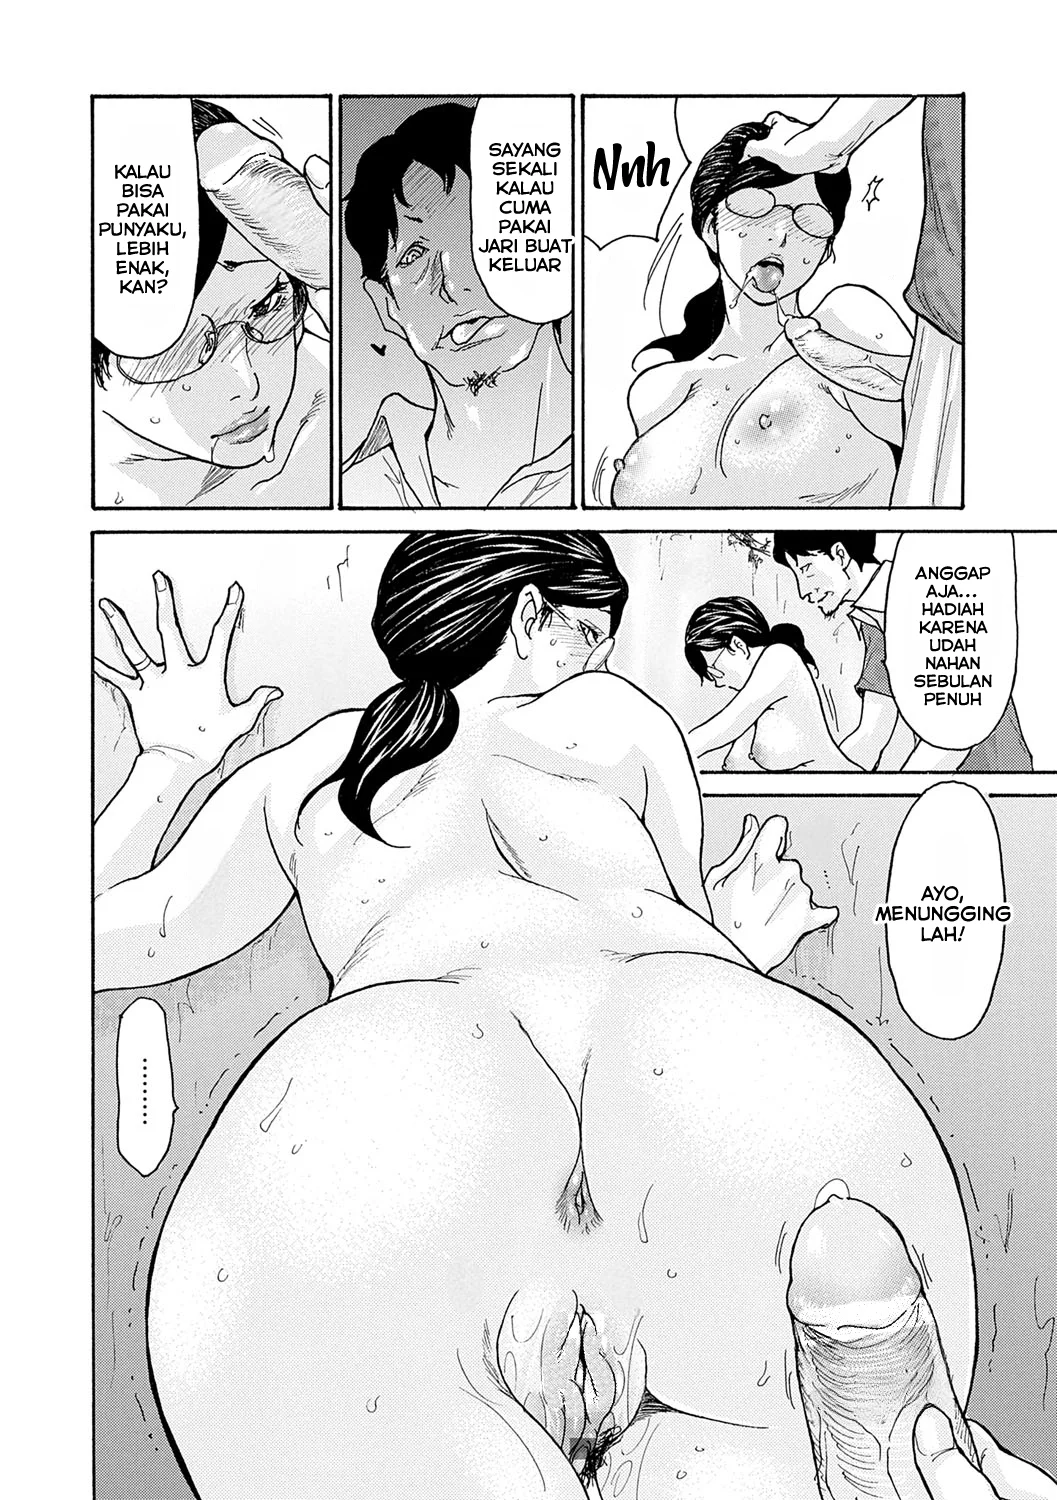 KALAU
BISA
PAKAI
PUNYAKU,
LEBIH
ENAK,
KAN?
SAYANG
SEKALI
KALAU
CUMA
PAKAI
JARI BUAT
KELUAR
Nnh
ANGGAP
AJA...
HADIAH
KARENA
UDAH
NAHAN
SEBULAN
PENUH
AYO,
MENUNGGING
LAH!
.........